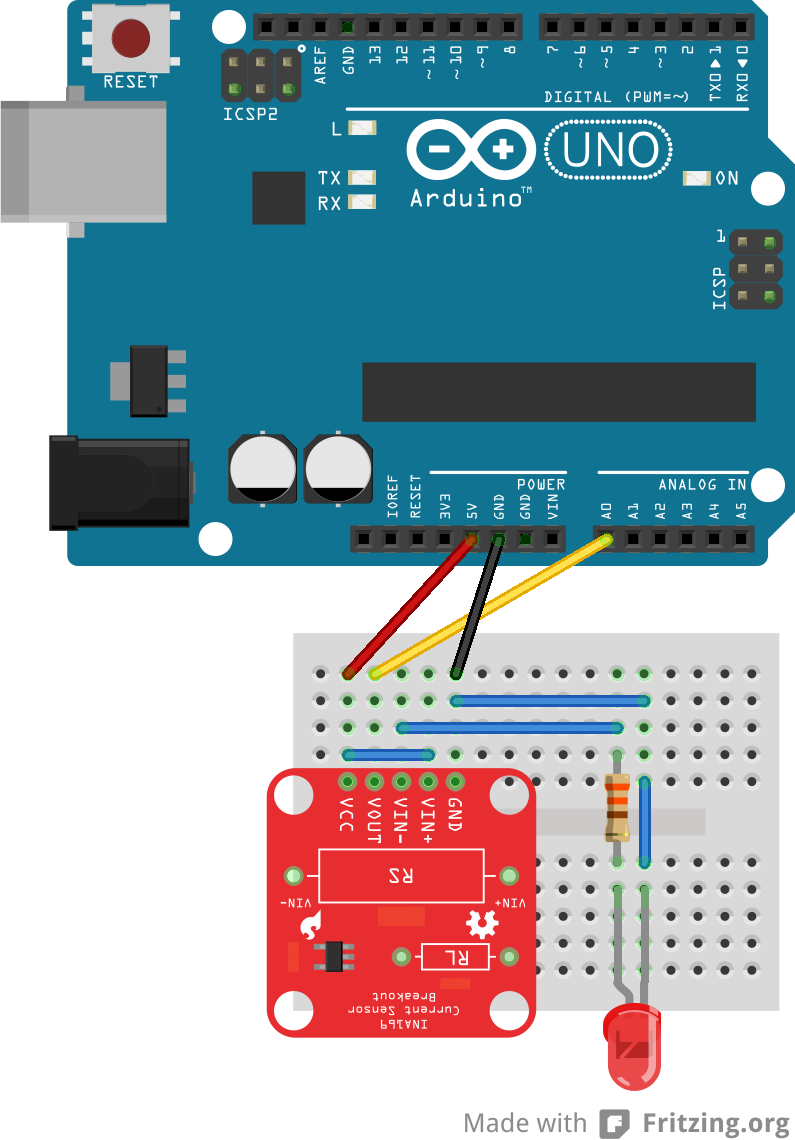 RESET
ICSP2
AREF
GND
13
12
~11
~10
~9
8
7
~6
~5
4
~3
2
TX0▶1
RX0◀0
DIGITAL (PWM=~)
L
TX
RX
Arduino™
UNO
ON
1
ICSP
IOREF
RESET
3V3
5V
GND
GND
VIN
POWER
ANALOG IN
A0
A1
A2
A3
A4
A5
VCC
VOUT
VIN-
VIN+
GND
RS
VIN-
VIN+
RL
INA169
Current Sensor
Breakout
Made with Fritzing.org